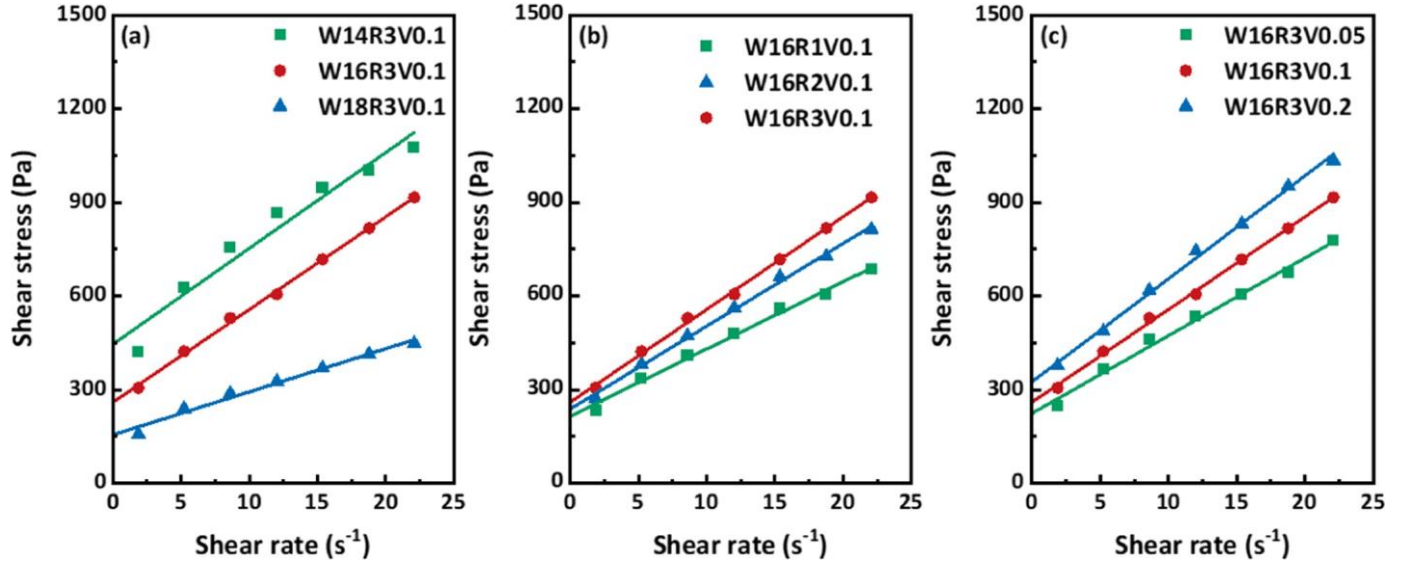 (a)
W14R3V0.1
W16R3V0.1
W18R3V0.1
Shear stress (Pa)
1500
1200
900
600
300
0
0 5 10 15 20 25
Shear rate (s⁻¹)
(b)
W16R1V0.1
W16R2V0.1
W16R3V0.1
Shear stress (Pa)
1500
1200
900
600
300
0
0 5 10 15 20 25
Shear rate (s⁻¹)
(c)
W16R3V0.05
W16R3V0.1
W16R3V0.2
Shear stress (Pa)
1500
1200
900
600
300
0
0 5 10 15 20 25
Shear rate (s⁻¹)